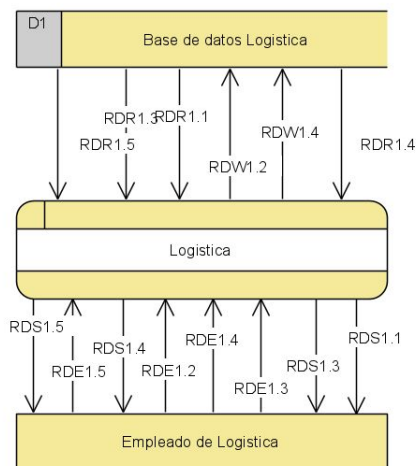 D1
Base de datos Logistica
RDR1.3
RDR1.1
RDW1.4
RDR1.5
RDR1.4
RDW1.2
Logistica
RDS1.5
RDS1.4
RDE1.4
RDS1.1
RDE1.5
RDE1.2
RDS1.3
RDE1.3
Empleado de Logistica